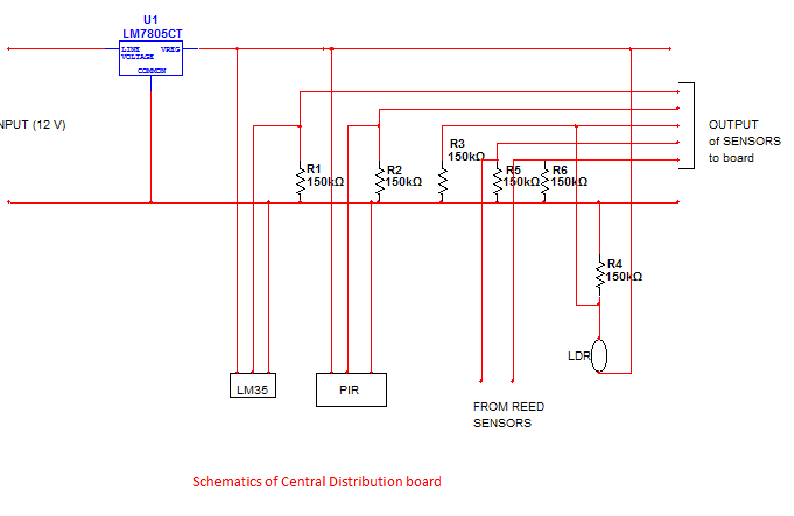 U1
LM7805CT
LINE VREG
VOLTAGE
COMMON
NPUT (12 V)
OUTPUT
of SENSORS
to board
R3
150kΩ
R1
150kΩ
R2
150kΩ
R5
150kΩ
R6
150kΩ
R4
150kΩ
LDR
LM35
PIR
FROM REED
SENSORS
Schematics of Central Distribution board